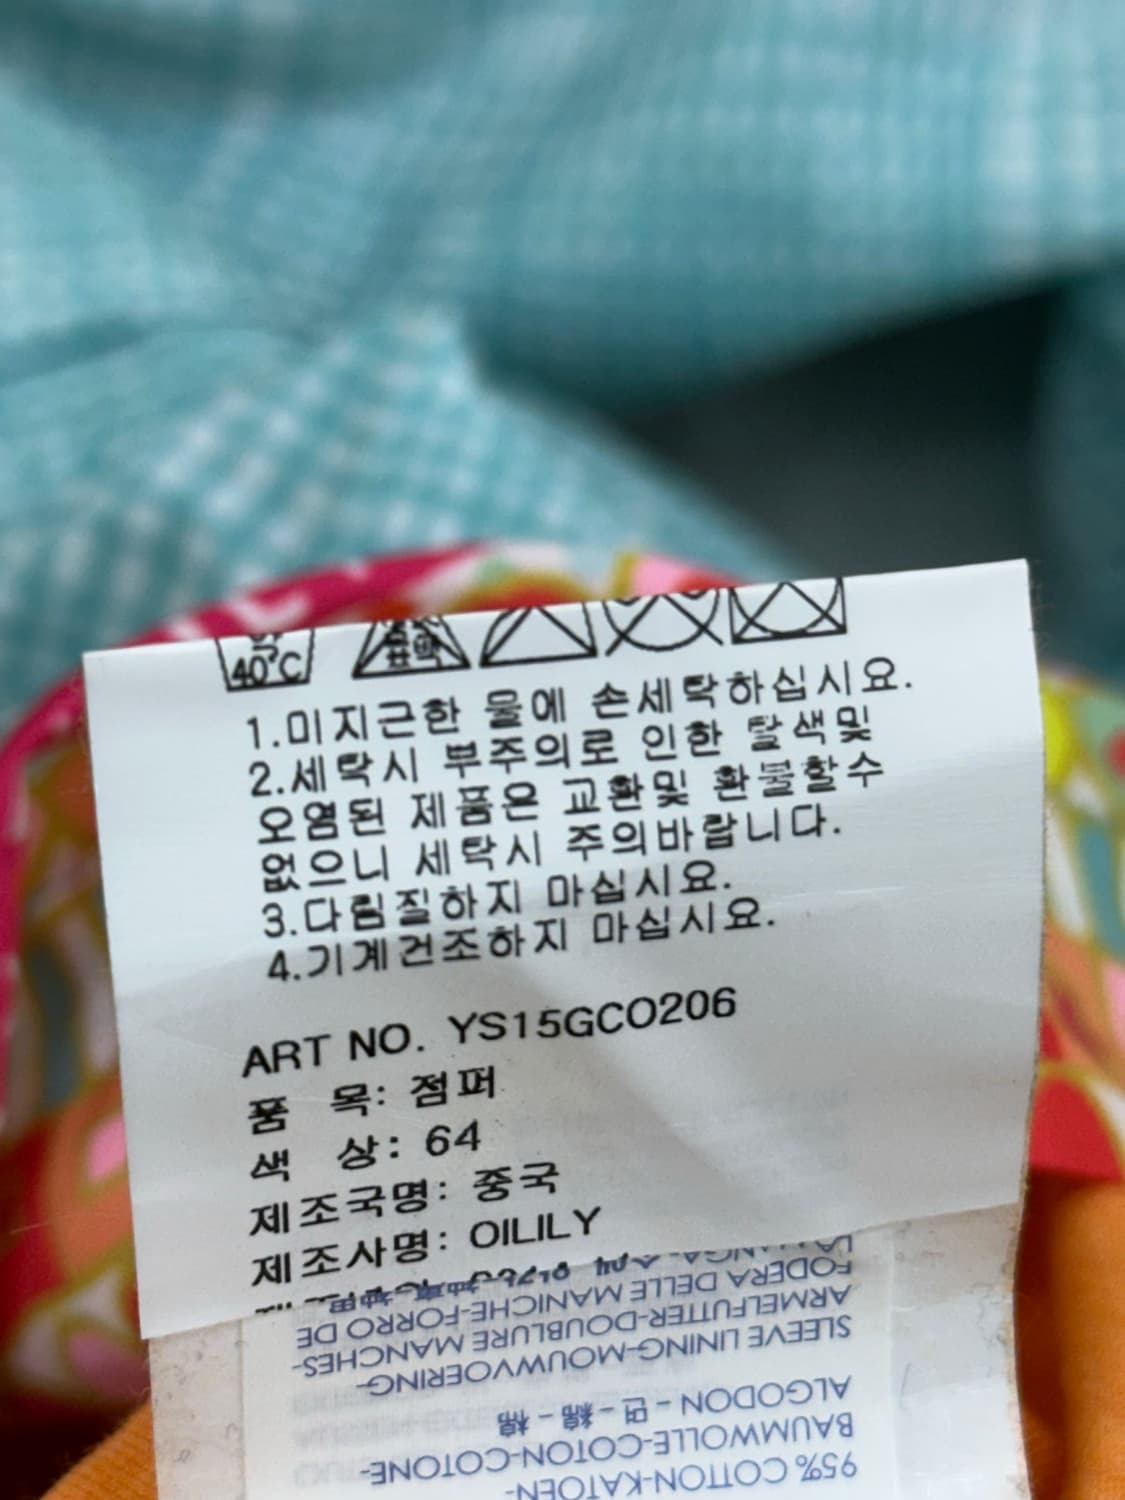 40°C
표백
1.미지근한 물에 손세탁하십시요.
2.세탁시 부주의로 인한 탈색및
오염된 제품은 교환및 환불할수
없으니 세탁시 주의바랍니다.
3.다림질하지 마십시요.
4.기계건조하지 마십시요.
ART NO. YS15GCO206
품 목: 점퍼
색 상: 64
제조국명: 중국
제조사명: OILILY
95% COTTON-KATOEN-
BAUMWOLLE-COTON-COTONE-
ALGODON - 면 - 綿 - 棉
SLEEVE LINING-MOUWVOERING-
ARMELFUTTER-DOUBLURE MANCHES-
FODERA DELLE MANICHE-FORRO DE